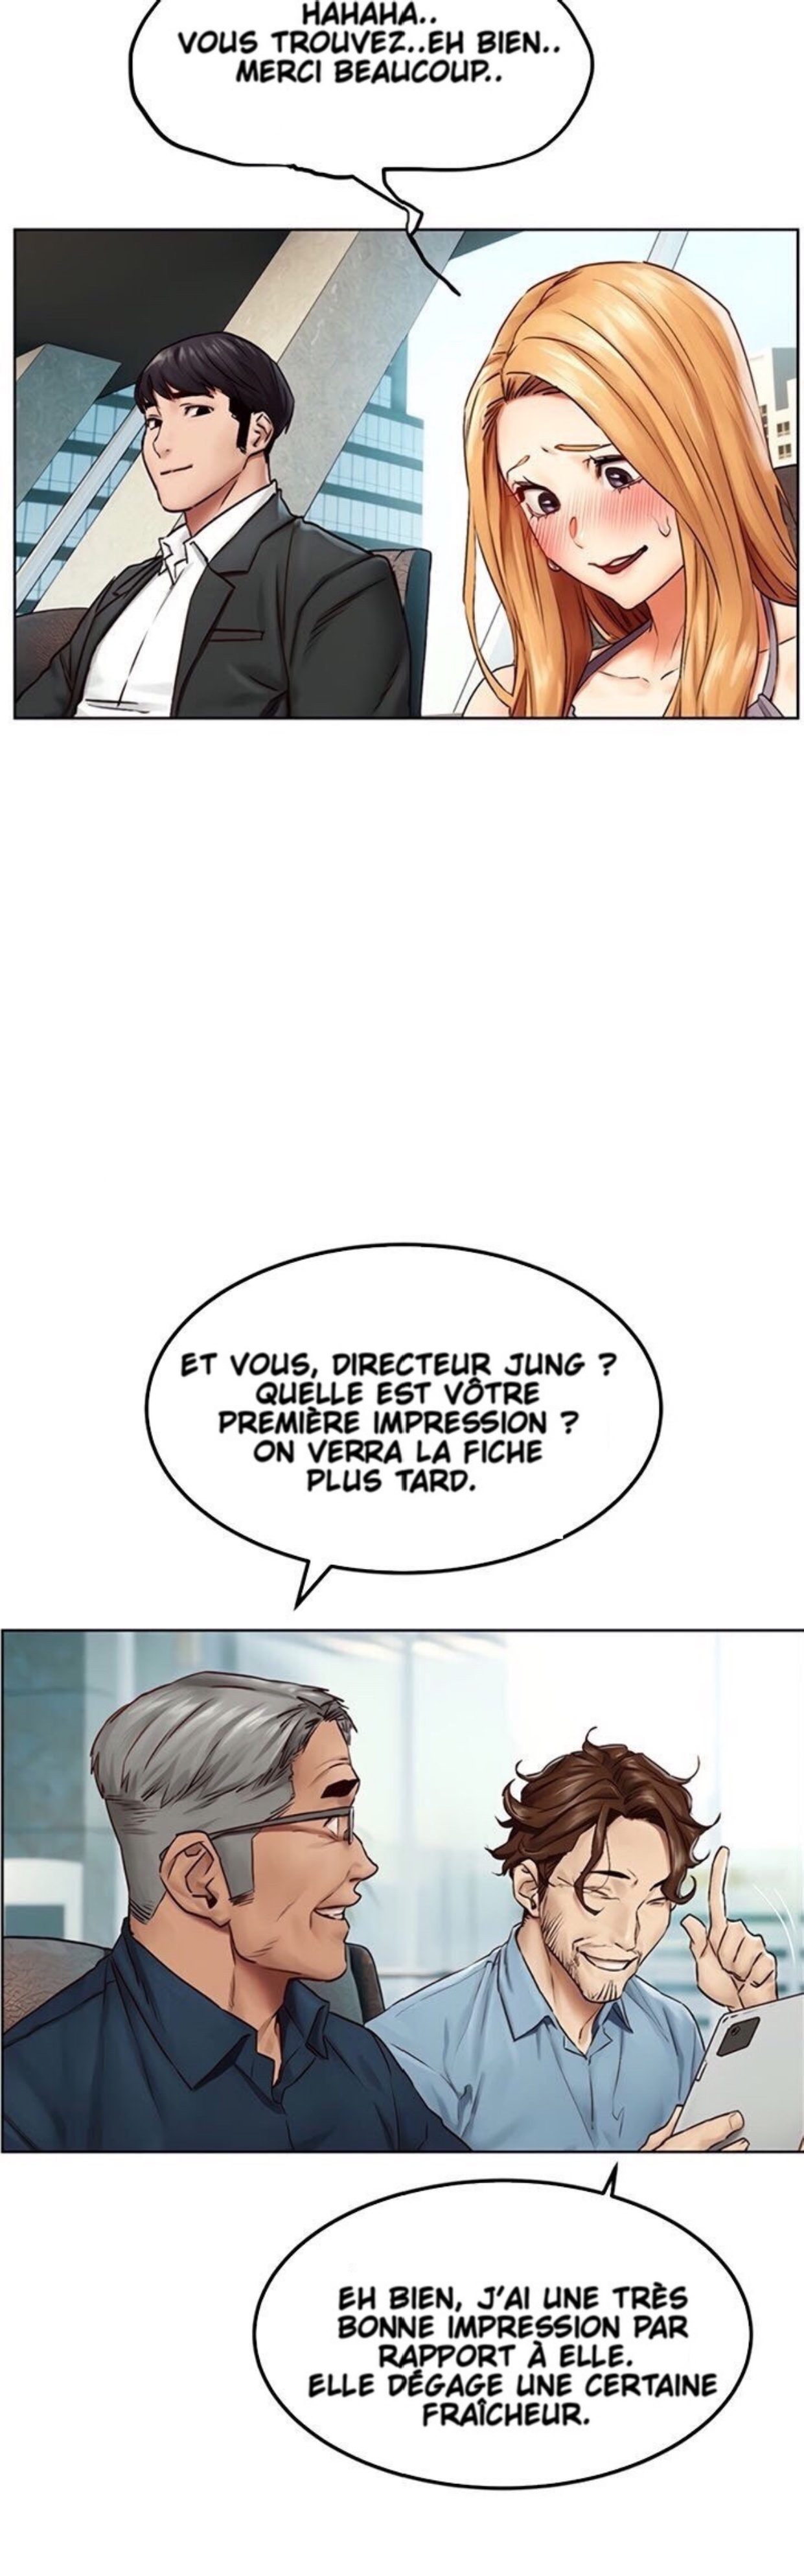 HAHAHA..
VOUS TROUVEZ..EH BIEN..
MERCI BEAUCOUP..
ET VOUS, DIRECTEUR JUNG ?
QUELLE EST VÔTRE
PREMIÈRE IMPRESSION ?
ON VERRA LA FICHE
PLUS TARD.
EH BIEN, J'AI UNE TRÈS
BONNE IMPRESSION PAR
RAPPORT À ELLE.
ELLE DÉGAGE UNE CERTAINE
FRAÎCHEUR.